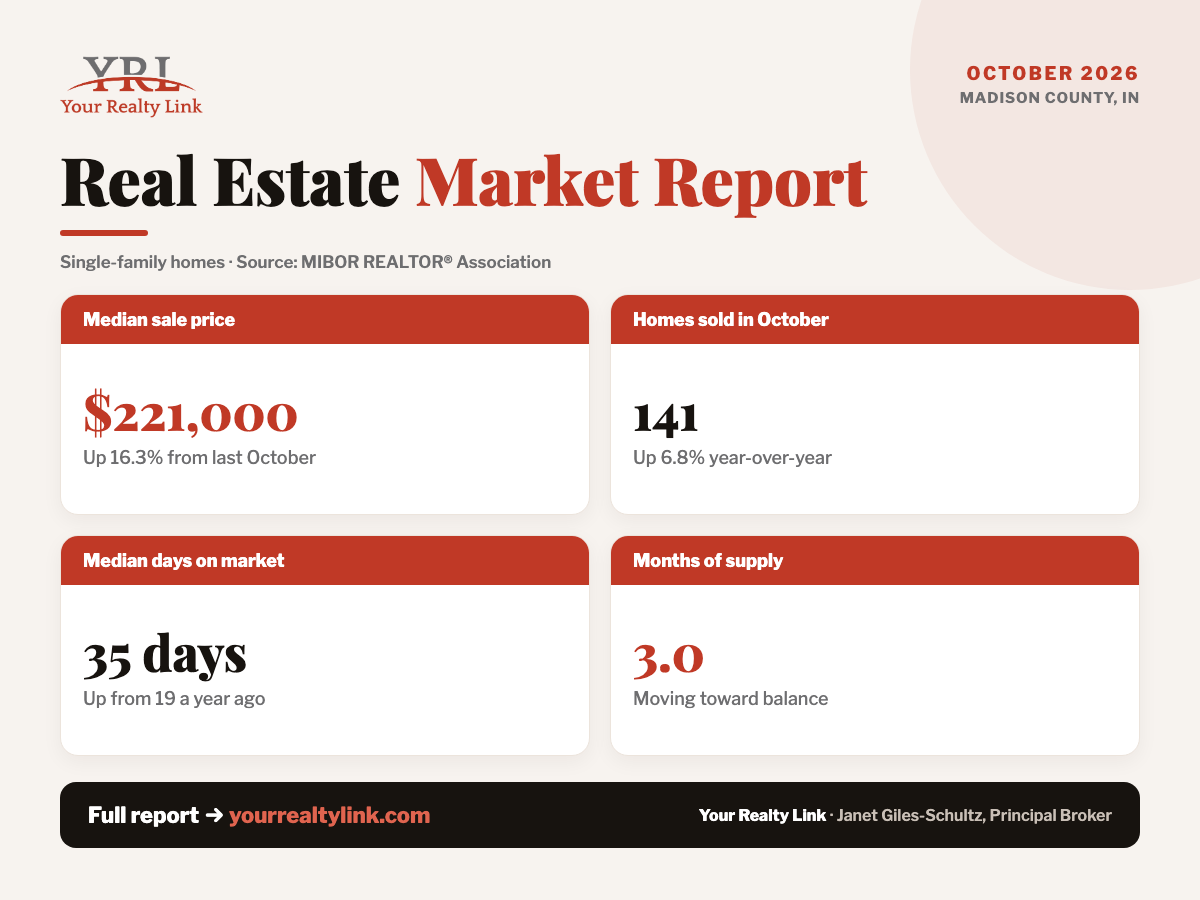 YRL
Your Realty Link
OCTOBER 2026
MADISON COUNTY, IN
Real Estate Market Report
Single-family homes · Source: MIBOR REALTOR® Association
Median sale price
$221,000
Up 16.3% from last October
Homes sold in October
141
Up 6.8% year-over-year
Median days on market
35 days
Up from 19 a year ago
Months of supply
3.0
Moving toward balance
Full report → yourrealtylink.com
Your Realty Link · Janet Giles-Schultz, Principal Broker